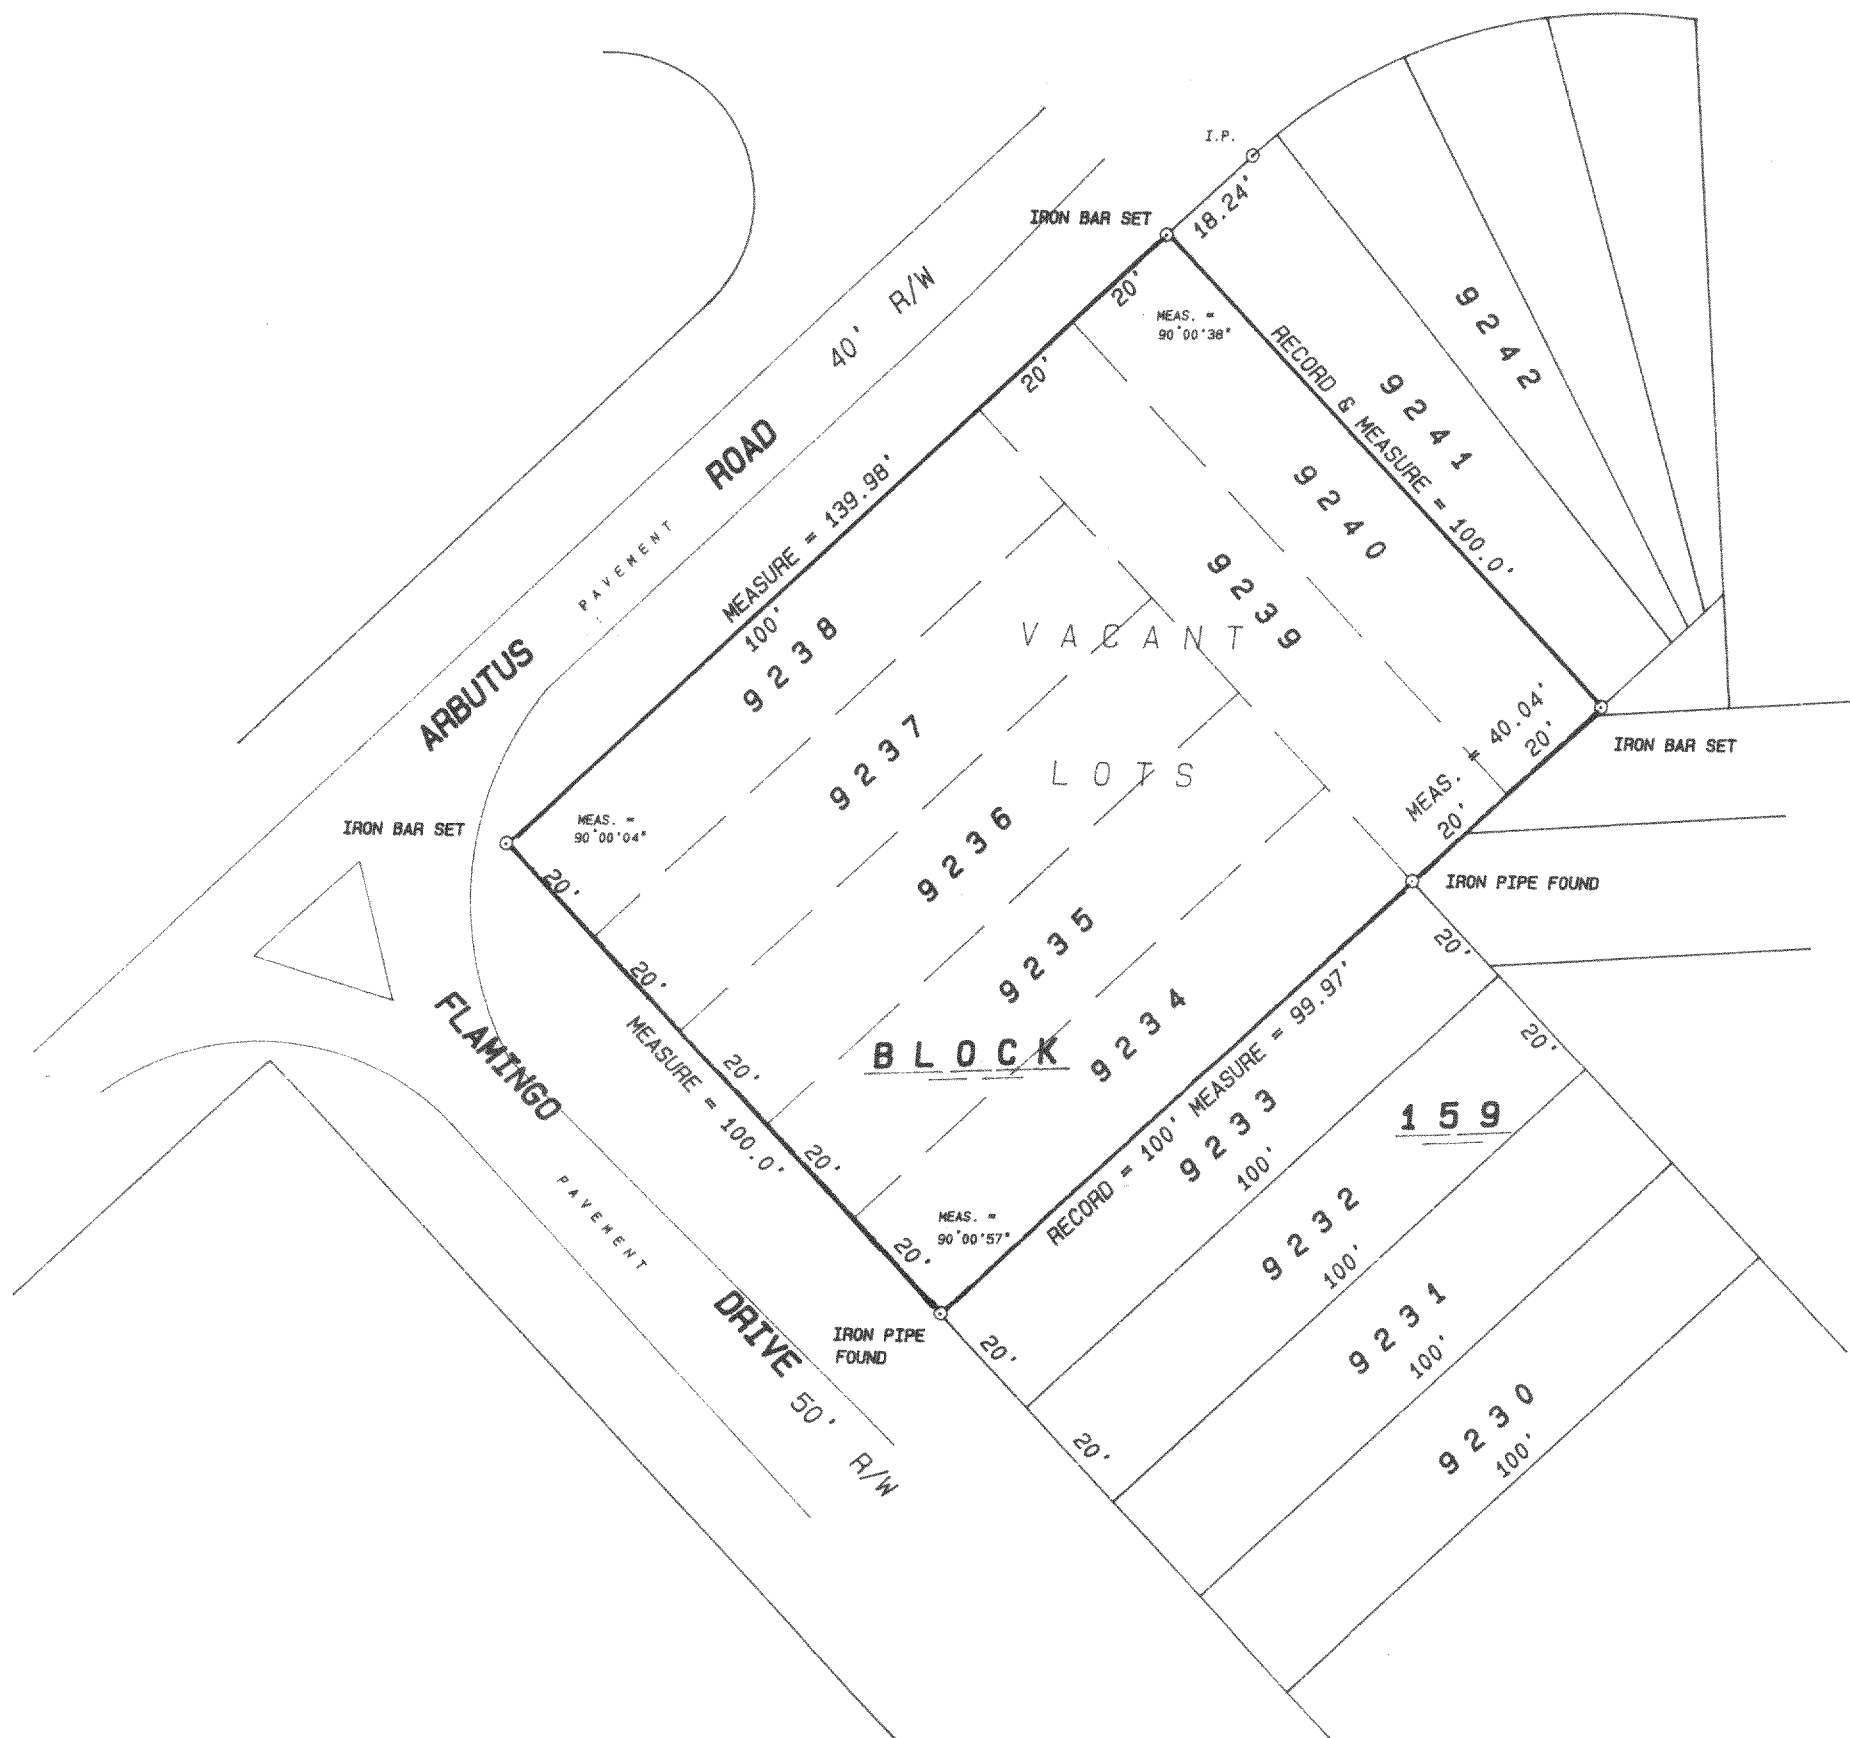 I.P.
18.24'
IRON BAR SET
20'
MEAS. =
90°00'38"
20'
40' R/W
ARBUTUS ROAD
PAVEMENT
MEASURE = 139.98'
100'
RECORD & MEASURE = 100.0'
9242
9241
9240
9239
9238
9237
9236
9235
9234
VACANT
LOTS
MEAS. = 40.04'
20'
20'
IRON BAR SET
IRON PIPE FOUND
IRON BAR SET
MEAS. =
90°00'04"
20'
20'
20'
20'
20'
MEASURE = 100.0'
FLAMINGO DRIVE 50' R/W
PAVEMENT
BLOCK
159
MEAS. =
90°00'57"
RECORD = 100' MEASURE = 99.97'
IRON PIPE
FOUND
20'
20'
20'
20'
9233
100'
9232
100'
9231
100'
9230
100'